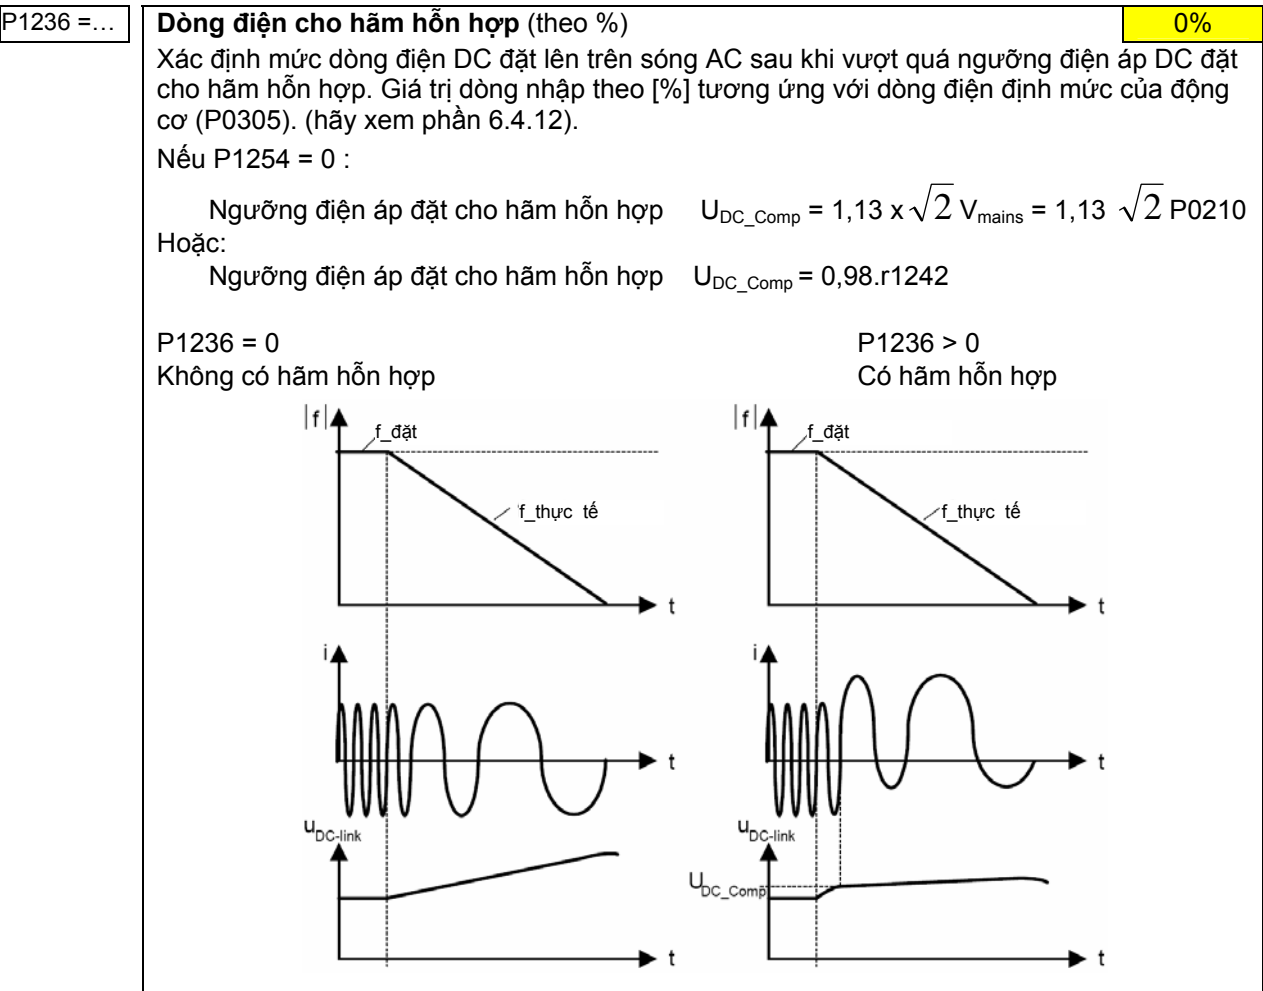 P1236 =…
Dòng điện cho hãm hỗn hợp (theo %)
0%
Xác định mức dòng điện DC đặt lên trên sóng AC sau khi vượt quá ngưỡng điện áp DC đặt
cho hãm hỗn hợp. Giá trị dòng nhập theo [%] tương ứng với dòng điện định mức của động
cơ (P0305). (hãy xem phần 6.4.12).
Nếu P1254 = 0 :
Ngưỡng điện áp đặt cho hãm hỗn hợp U_DC_Comp = 1,13 x √2 V_mains = 1,13 √2 P0210
Hoặc:
Ngưỡng điện áp đặt cho hãm hỗn hợp U_DC_Comp = 0,98.r1242
P1236 = 0
Không có hãm hỗn hợp
P1236 > 0
Có hãm hỗn hợp
|f|
f_đặt
f_thực tế
t
|f|
f_đặt
f_thực tế
t
i
t
i
t
u_DC-link
t
u_DC-link
U_DC_Comp
t